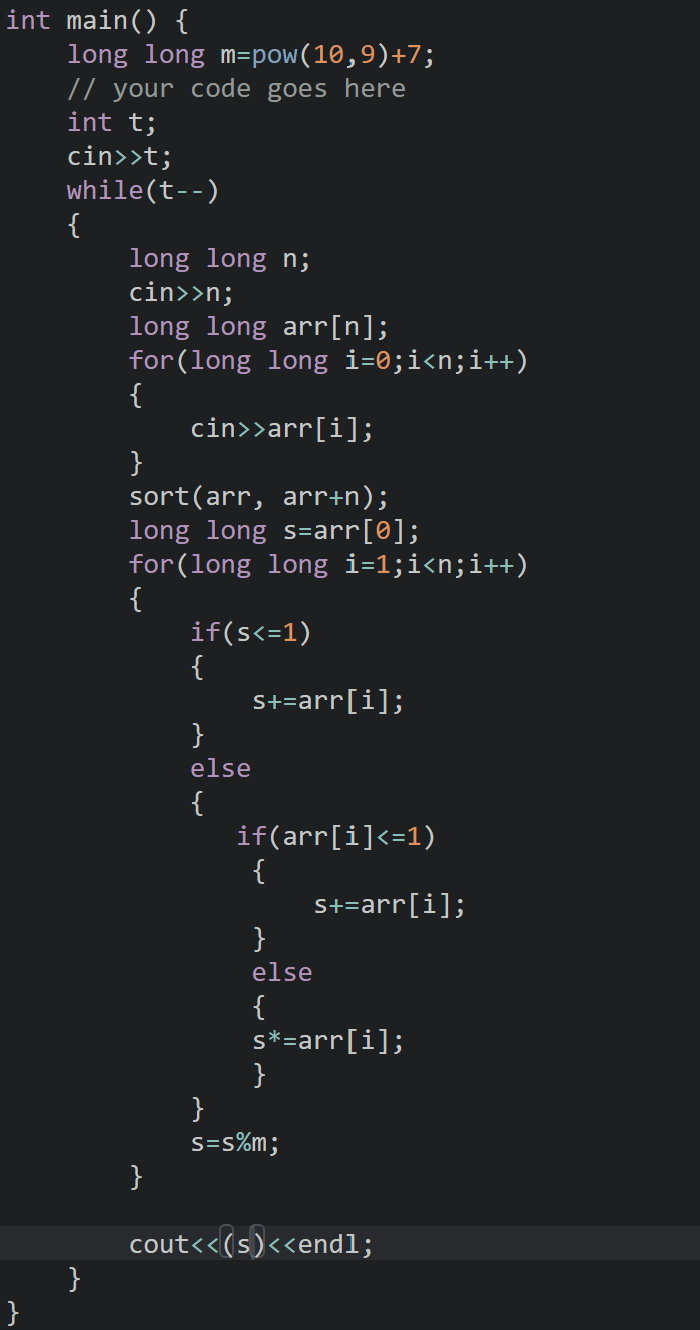 int main() {
    long long m=pow(10,9)+7;
    // your code goes here
    int t;
    cin>>t;
    while(t--)
    {
        long long n;
        cin>>n;
        long long arr[n];
        for(long long i=0;i<n;i++)
        {
            cin>>arr[i];
        }
        sort(arr, arr+n);
        long long s=arr[0];
        for(long long i=1;i<n;i++)
        {
            if(s<=1)
            {
                s+=arr[i];
            }
            else
            {
               if(arr[i]<=1)
                {
                    s+=arr[i];
                }
                else
                {
                s*=arr[i];
                }
            }
            s=s%m;
        }

        cout<<(s)<<endl;
    }
}